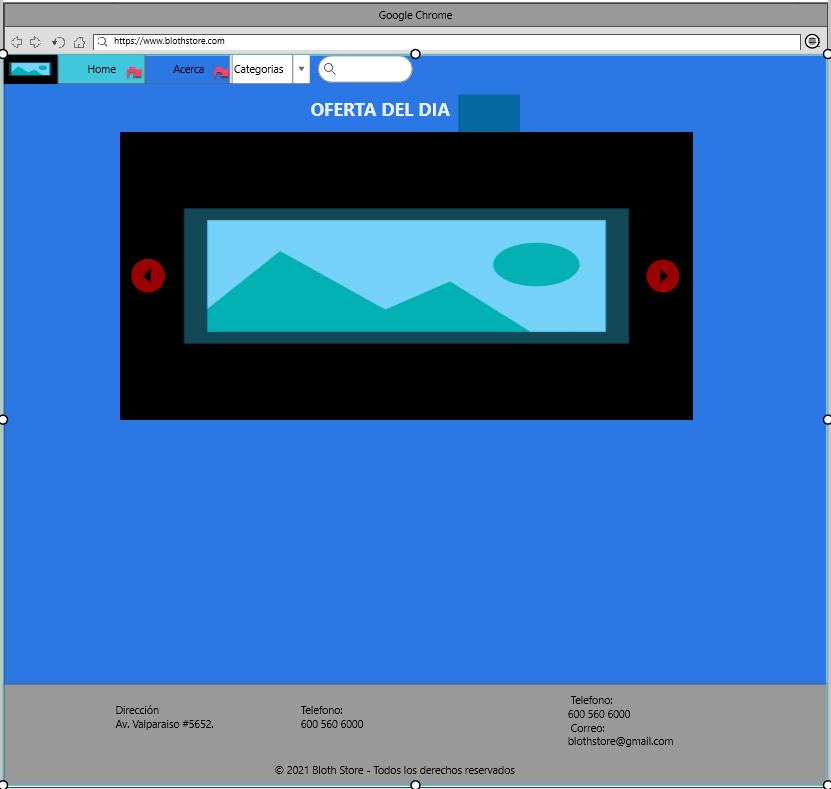 Google Chrome
https://www.blothstore.com
Home
Acerca
Categorias
OFERTA DEL DIA
Dirección
Av. Valparaiso #5652.
Telefono:
600 560 6000
Telefono:
600 560 6000
Correo:
blothstore@gmail.com
© 2021 Bloth Store - Todos los derechos reservados